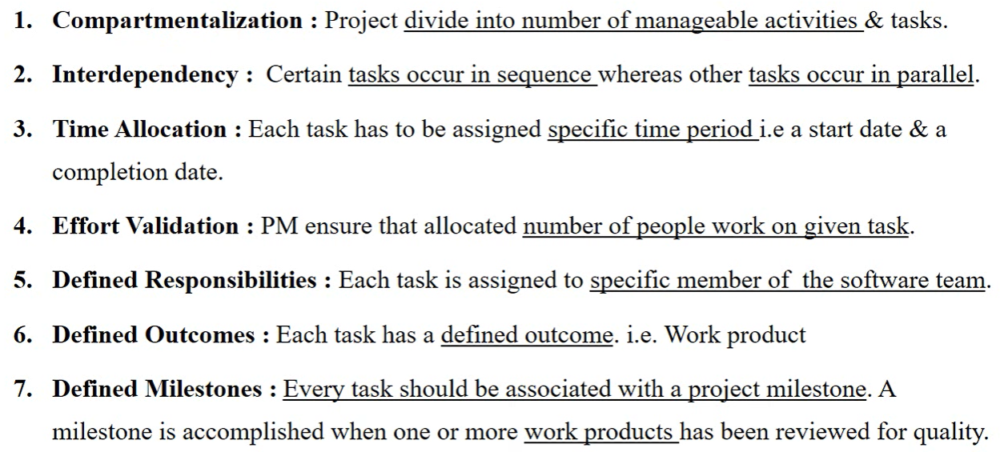 1. Compartmentalization : Project divide into number of manageable activities & tasks.
2. Interdependency : Certain tasks occur in sequence whereas other tasks occur in parallel.
3. Time Allocation : Each task has to be assigned specific time period i.e a start date & a
completion date.
4. Effort Validation : PM ensure that allocated number of people work on given task.
5. Defined Responsibilities : Each task is assigned to specific member of the software team.
6. Defined Outcomes : Each task has a defined outcome. i.e. Work product
7. Defined Milestones : Every task should be associated with a project milestone. A
milestone is accomplished when one or more work products has been reviewed for quality.